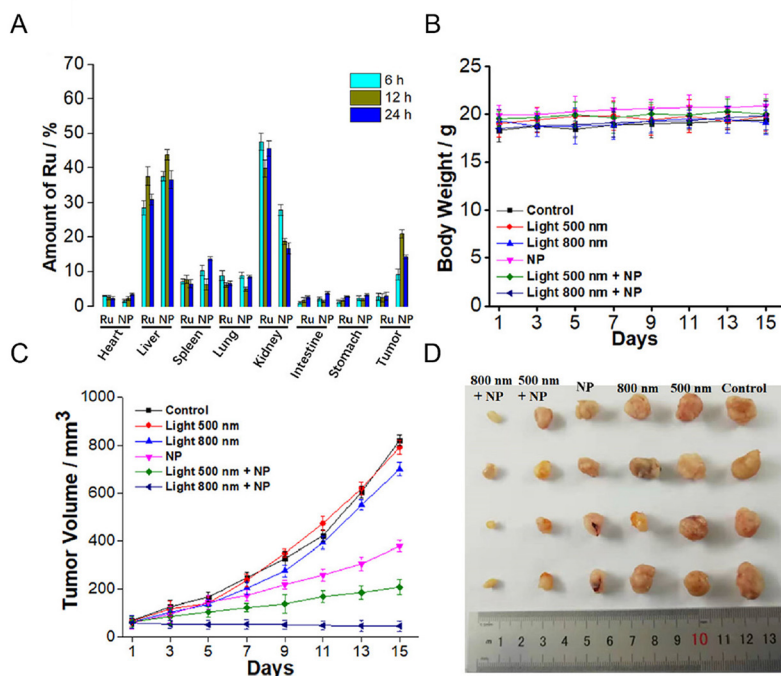 A
Amount of Ru / %
70
60
50
40
30
20
10
0
6 h
12 h
24 h
Ru NP Ru NP Ru NP Ru NP Ru NP Ru NP Ru NP Ru NP
Heart Liver Spleen Lung Kidney Intestine Stomach Tumor
B
Body Weight / g
25
20
15
10
5
0
Control
Light 500 nm
Light 800 nm
NP
Light 500 nm + NP
Light 800 nm + NP
1 3 5 7 9 11 13 15
Days
C
Tumor Volume / mm³
1000
800
600
400
200
0
Control
Light 500 nm
Light 800 nm
NP
Light 500 nm + NP
Light 800 nm + NP
1 3 5 7 9 11 13 15
Days
D
800 nm 500 nm NP 800 nm 500 nm Control
+ NP + NP
1 2 3 4 5 6 7 8 9 10 11 12 13